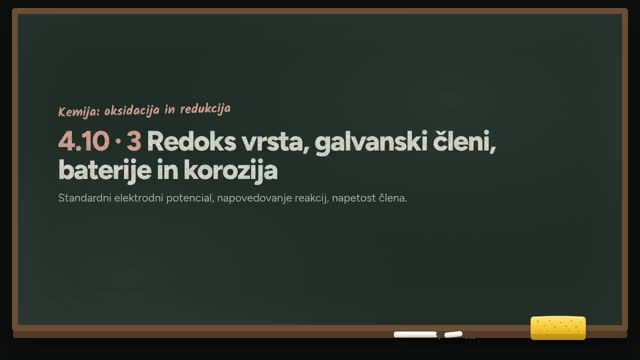 Kemija: oksidacija in redukcija
4.10 · 3 Redoks vrsta, galvanski členi,
baterije in korozija
Standardni elektrodni potencial, napovedovanje reakcij, napetost člena.